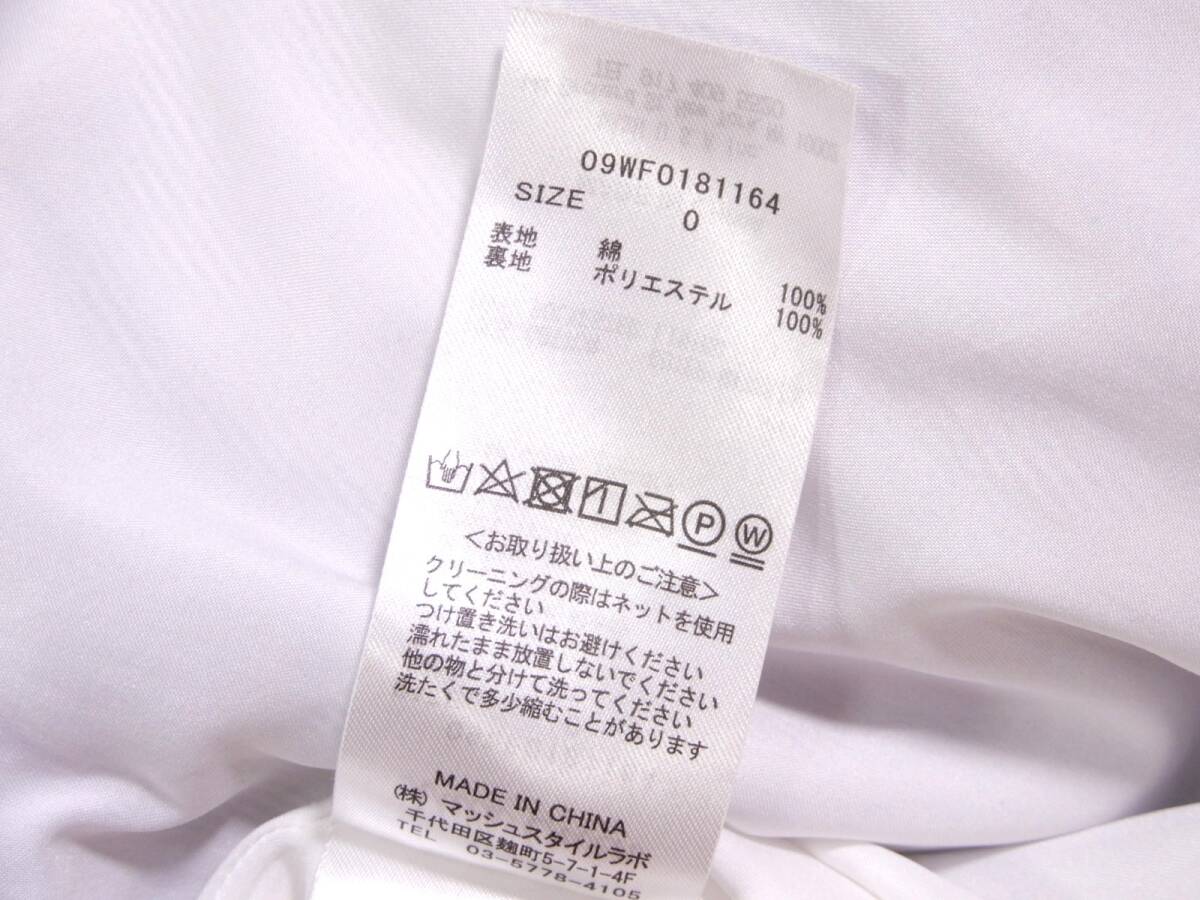 09WF0181164
SIZE 0
表地 綿 100%
裏地 ポリエステル 100%
P W
<お取り扱い上のご注意>
クリーニングの際はネットを使用
してください
つけ置き洗いはお避けください
濡れたまま放置しないでください
他の物と分けて洗ってください
洗たくで多少縮むことがあります
MADE IN CHINA
(株) マッシュスタイルラボ
千代田区麹町5-7-1-4F
TEL 03-5778-4105